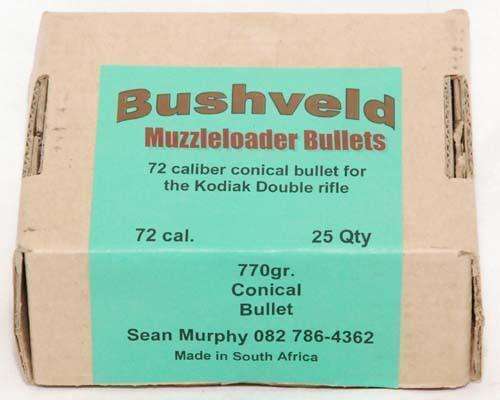 Bushveld
Muzzleloader Bullets
72 caliber conical bullet for
the Kodiak Double rifle
72 cal. 25 Qty
770gr.
Conical
Bullet
Sean Murphy 082 786-4362
Made in South Africa